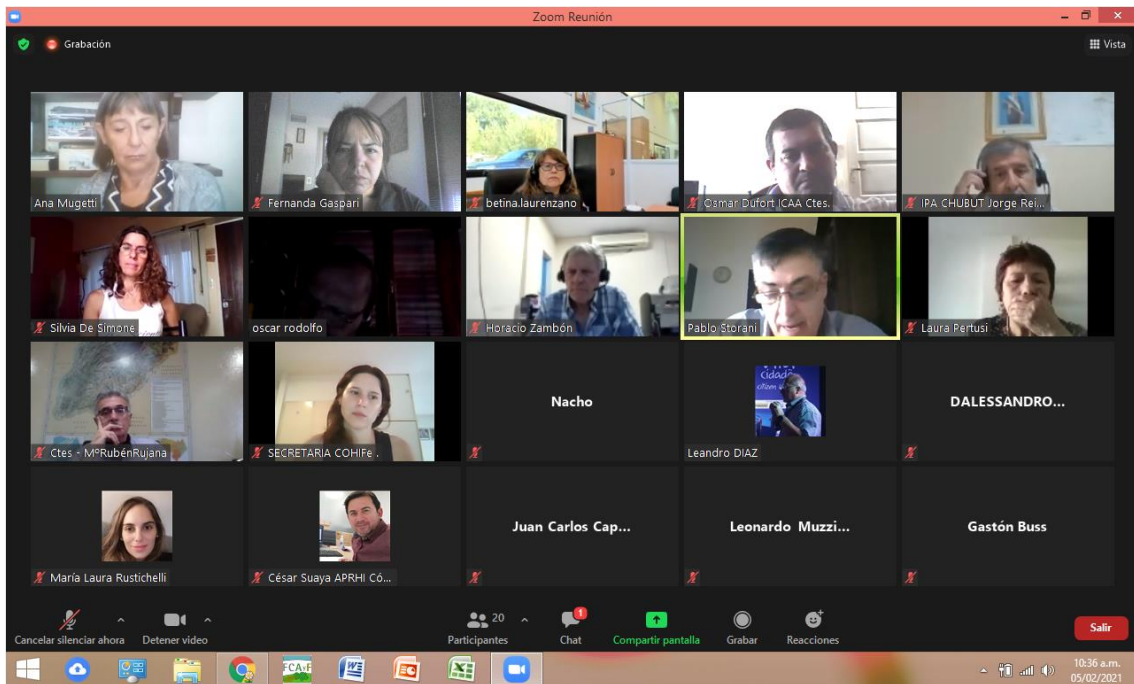 Zoom Reunión
Grabación
Vista
Ana Mugetti
Fernanda Gaspari
betina.laurenzano
Osmar Dufort ICAA Ctes.
IPA CHUBUT Jorge Rei...
Silvia De Simone
oscar rodolfo
Horacio Zambón
Pablo Storani
Laura Pertusi
Ctes - MºRubénRujana
SECRETARIA COHIFe .
Nacho
Cidade
Leandro DIAZ
DALESSANDRO...
María Laura Rustichelli
César Suaya APRHI Có...
Juan Carlos Cap...
Leonardo Muzzi...
Gastón Buss
Cancelar silenciar ahora
Detener video
20
Participantes
1
Chat
Compartir pantalla
Grabar
Reacciones
Salir
FCAyF
10:36 a.m.
05/02/2021